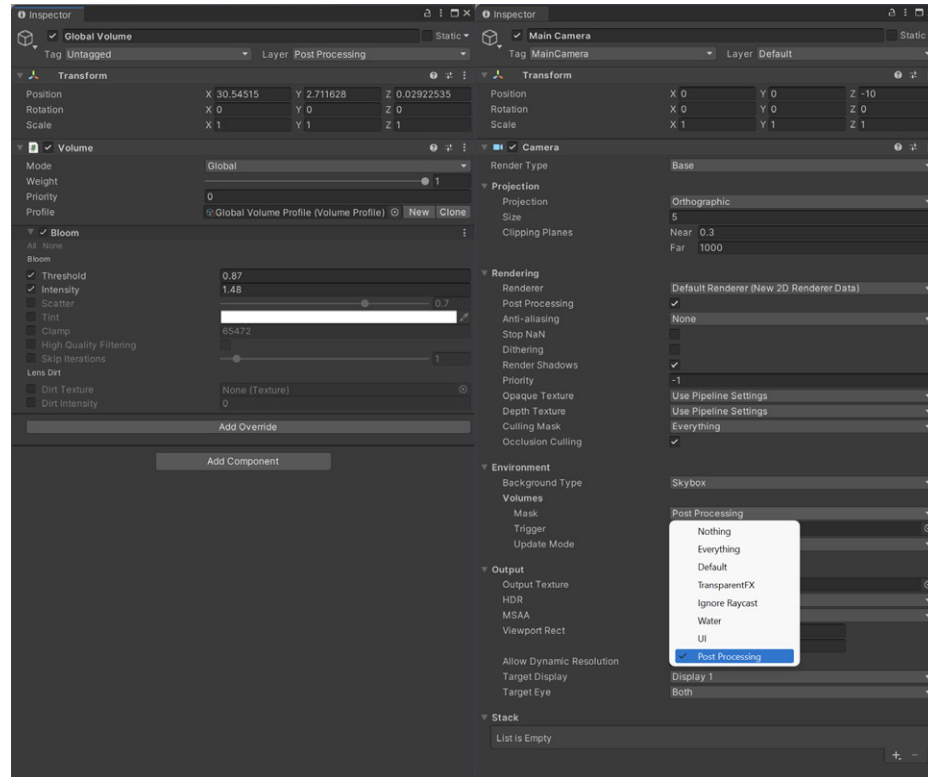 Inspector
Global Volume
Static
Tag Untagged
Layer Post Processing
Transform
Position X 30.54515 Y 2.711628 Z 0.02922535
Rotation X 0 Y 0 Z 0
Scale X 1 Y 1 Z 1
Volume
Mode Global
Weight 1
Priority 0
Profile Global Volume Profile (Volume Profile) New Clone
Bloom
All None
Bloom
Threshold 0.87
Intensity 1.48
Scatter 0.7
Tint
Clamp 65472
High Quality Filtering
Skip Iterations 1
Lens Dirt
Dirt Texture None (Texture)
Dirt Intensity 0
Add Override
Add Component
Inspector
Main Camera
Static
Tag MainCamera
Layer Default
Transform
Position X 0 Y 0 Z -10
Rotation X 0 Y 0 Z 0
Scale X 1 Y 1 Z 1
Camera
Render Type Base
Projection
Projection Orthographic
Size 5
Clipping Planes Near 0.3
Far 1000
Rendering
Renderer Default Renderer (New 2D Renderer Data)
Post Processing
Anti-aliasing None
Stop NaN
Dithering
Render Shadows
Priority -1
Opaque Texture Use Pipeline Settings
Depth Texture Use Pipeline Settings
Culling Mask Everything
Occlusion Culling
Environment
Background Type Skybox
Volumes
Mask Post Processing
Trigger
Update Mode
Nothing
Everything
Default
TransparentFX
Ignore Raycast
Water
UI
Post Processing
Output
Output Texture
HDR
MSAA
Viewport Rect
Allow Dynamic Resolution
Target Display Display 1
Target Eye Both
Stack
List is Empty